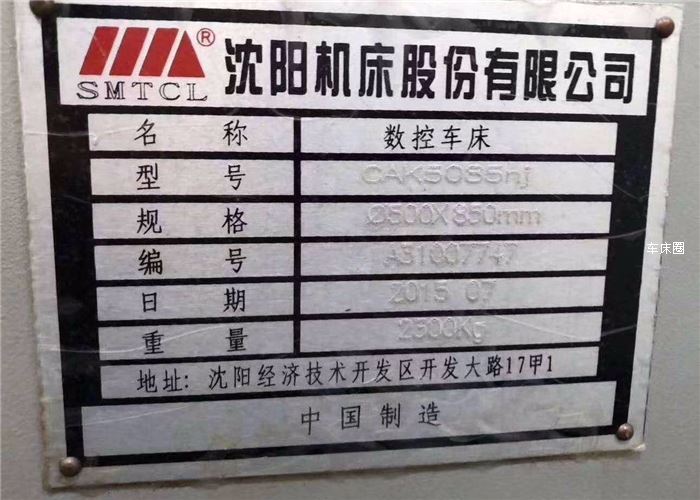 SMTCL® 沈阳机床股份有限公司
名称 数控车床
型号 CAK5085nj
规格 Ø500X850mm
编号 A31007747
日期 2015 07
重量 2300Kg
地址: 沈阳经济技术开发区开发大路17甲1
中国制造
车床圈